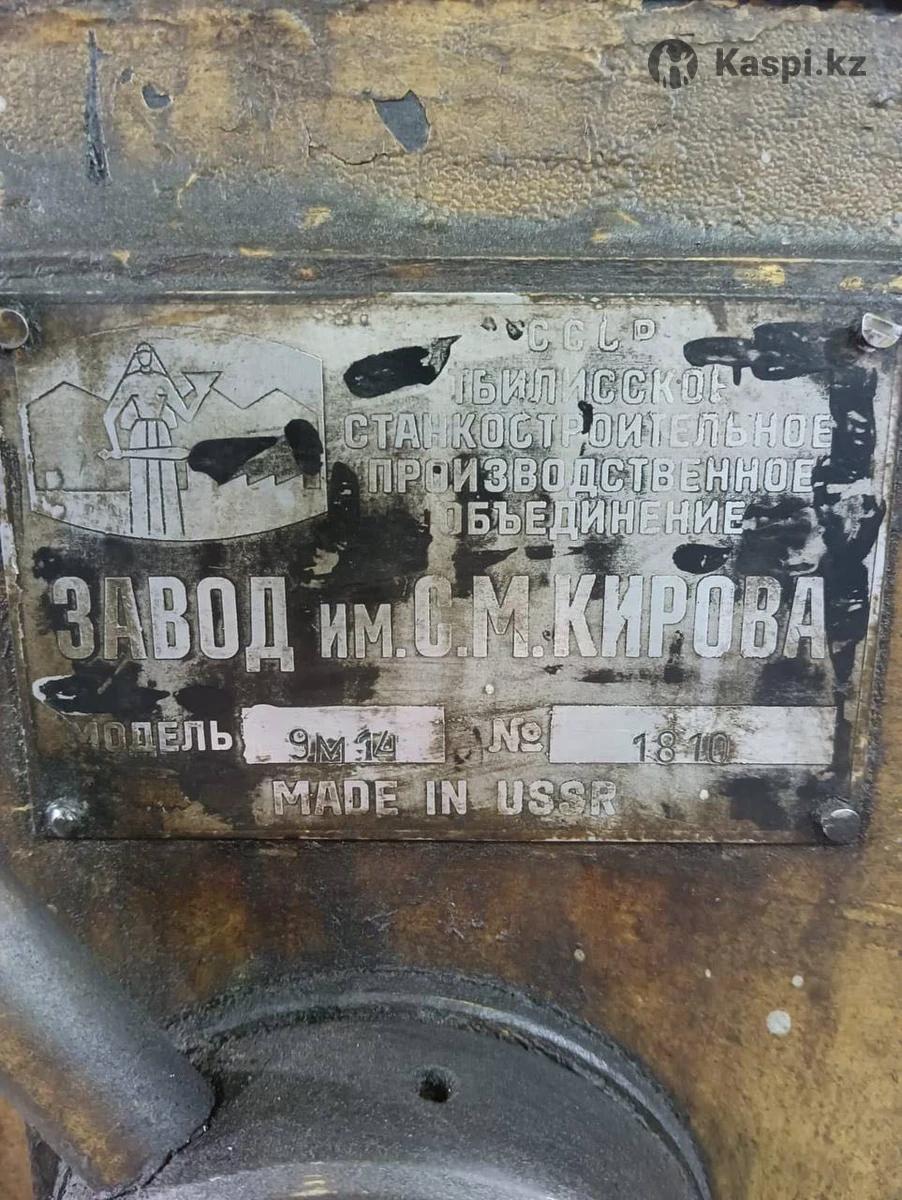 Kaspi.kz
СССР
ТБИЛИССКОЕ
СТАНКОСТРОИТЕЛЬНОЕ
ПРОИЗВОДСТВЕННОЕ
ОБЪЕДИНЕНИЕ
ЗАВОД ИМ. С.М. КИРОВА
МОДЕЛЬ 9М14 № 1810
MADE IN USSR